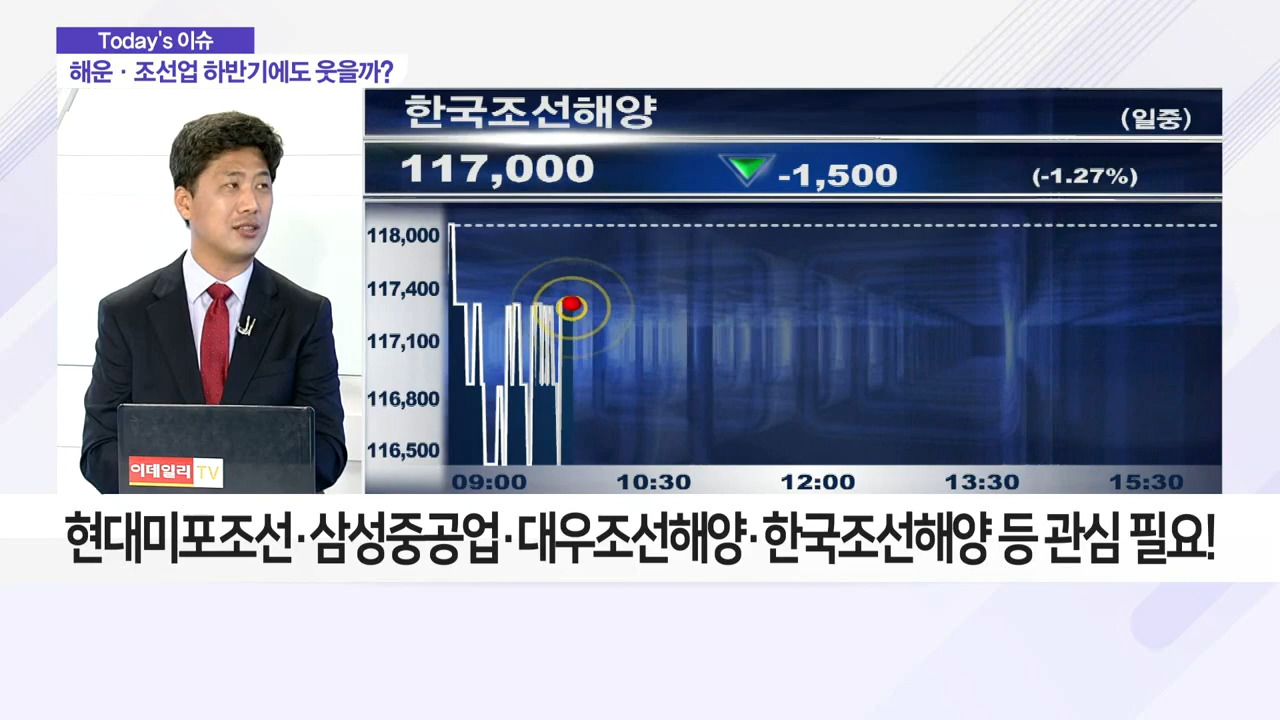 Today's 이슈
해운 · 조선업 하반기에도 웃을까?
한국조선해양 (일중)
117,000 ▼ -1,500 (-1.27%)
118,000
117,400
117,100
116,800
116,500
09:00 10:30 12:00 13:30 15:30
이데일리 TV
현대미포조선·삼성중공업·대우조선해양·한국조선해양 등 관심 필요!